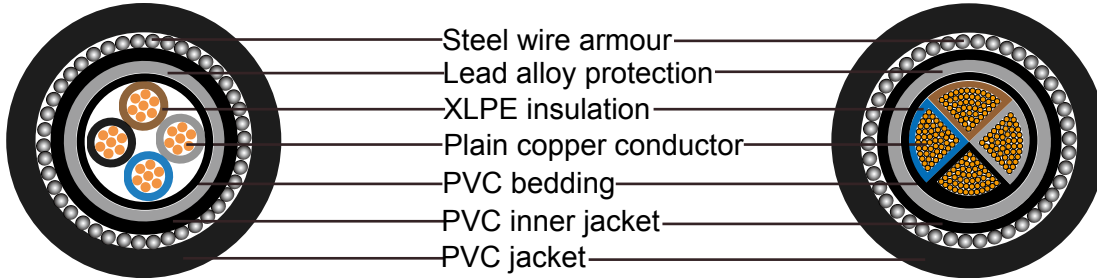 Steel wire armour
Lead alloy protection
XLPE insulation
Plain copper conductor
PVC bedding
PVC inner jacket
PVC jacket